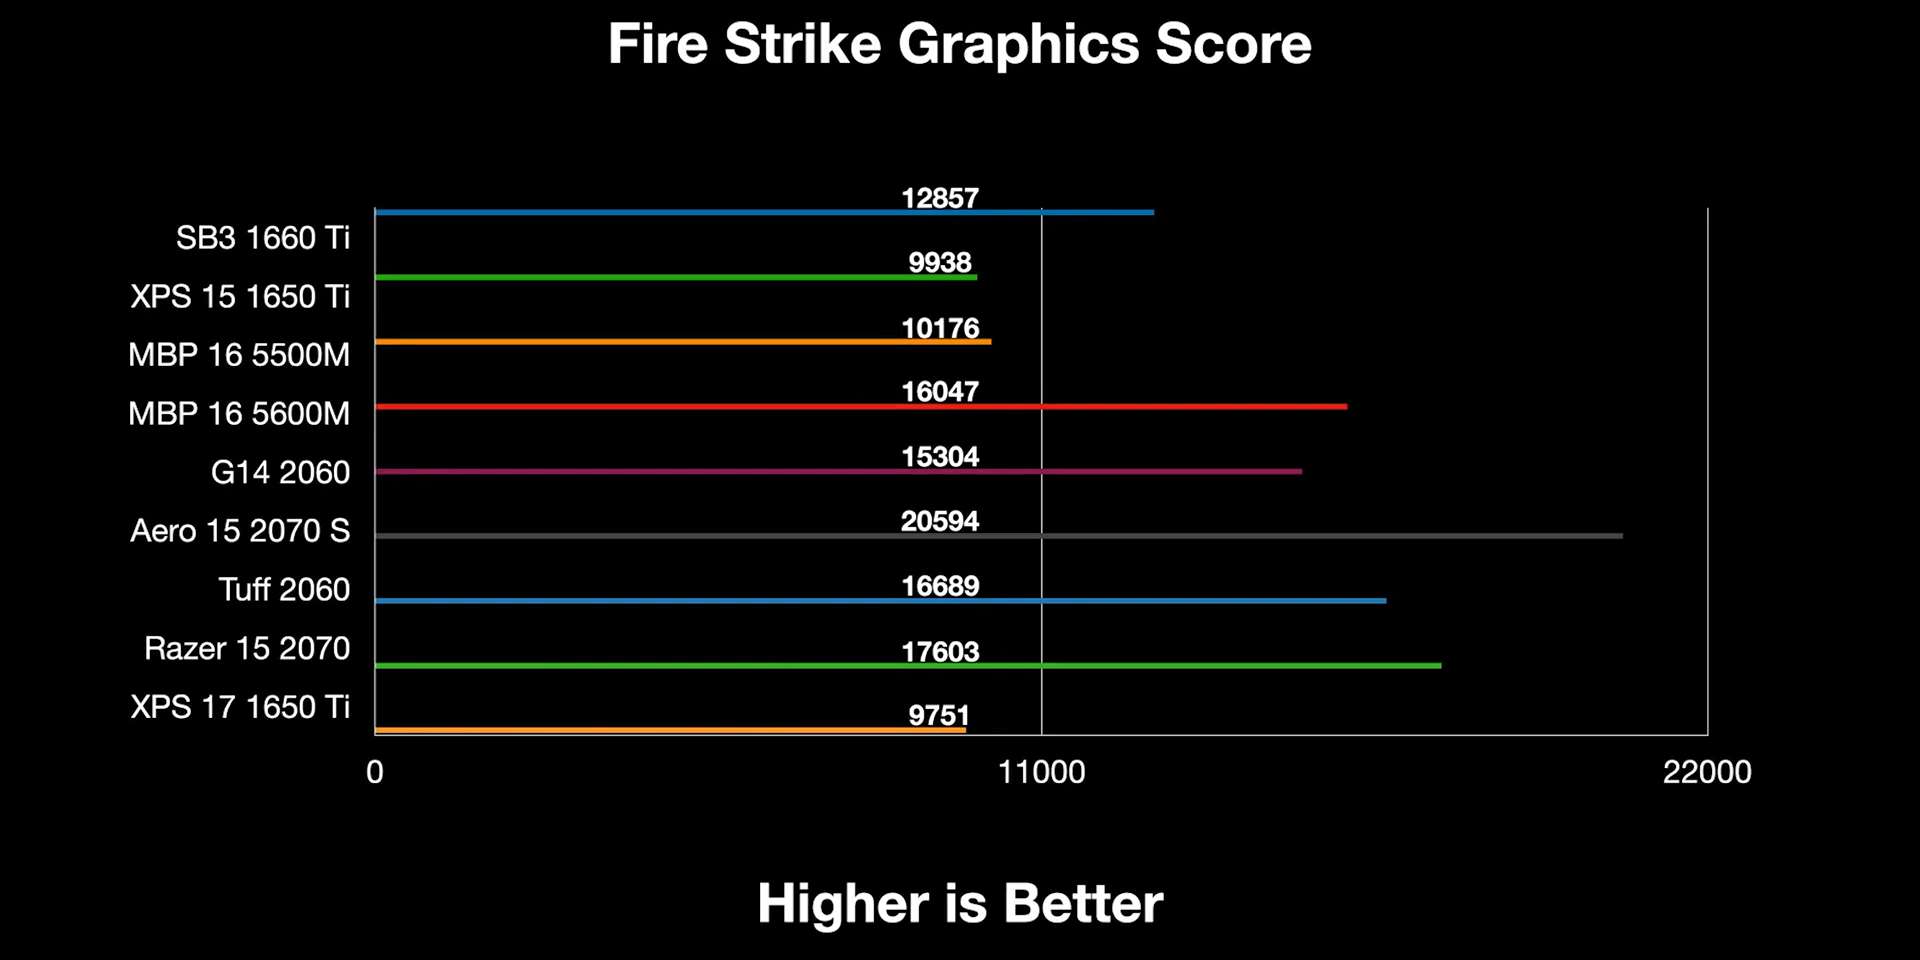 Fire Strike Graphics Score
12857
SB3 1660 Ti
9938
XPS 15 1650 Ti
10176
MBP 16 5500M
16047
MBP 16 5600M
15304
G14 2060
20594
Aero 15 2070 S
16689
Tuff 2060
17603
Razer 15 2070
9751
XPS 17 1650 Ti
0 11000 22000
Higher is Better